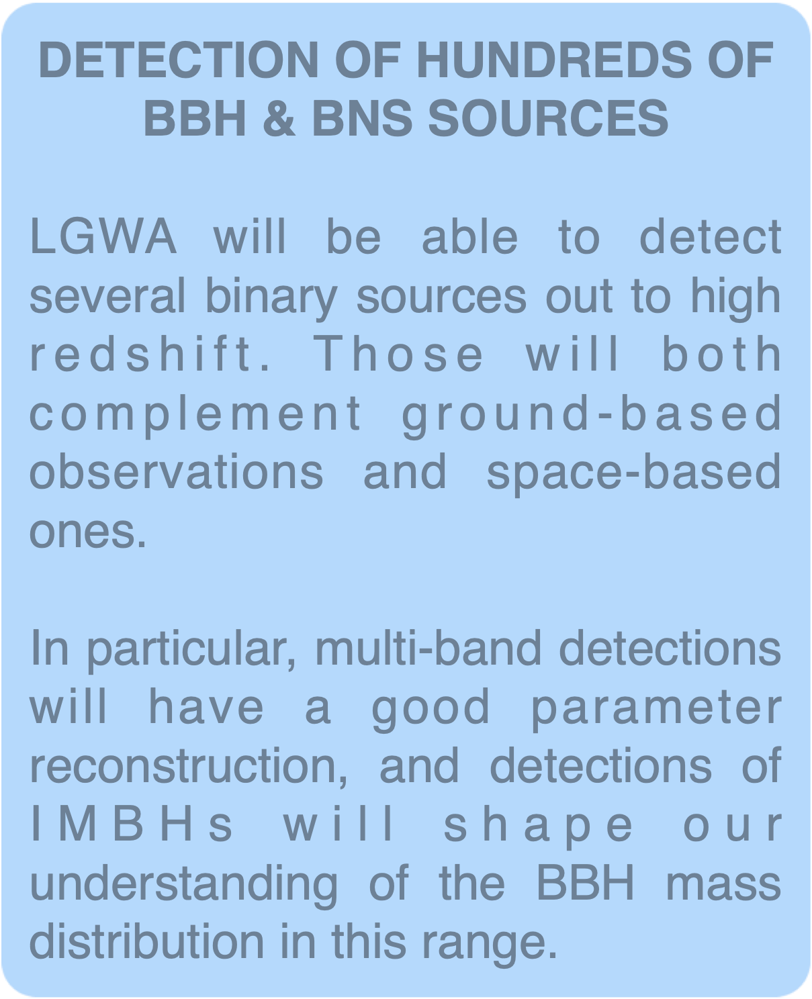 DETECTION OF HUNDREDS OF
BBH & BNS SOURCES
LGWA will be able to detect
several binary sources out to high
redshift. Those will both
complement ground-based
observations and space-based
ones.
In particular, multi-band detections
will have a good parameter
reconstruction, and detections of
IMBHs will shape our
understanding of the BBH mass
distribution in this range.